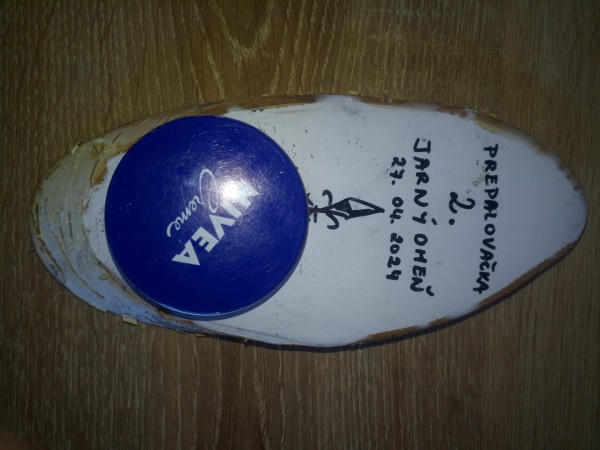 PREPAĽOVAČKA
2.
JARNÝ OHEŇ
27. 04. 2024
NIVEA
Creme